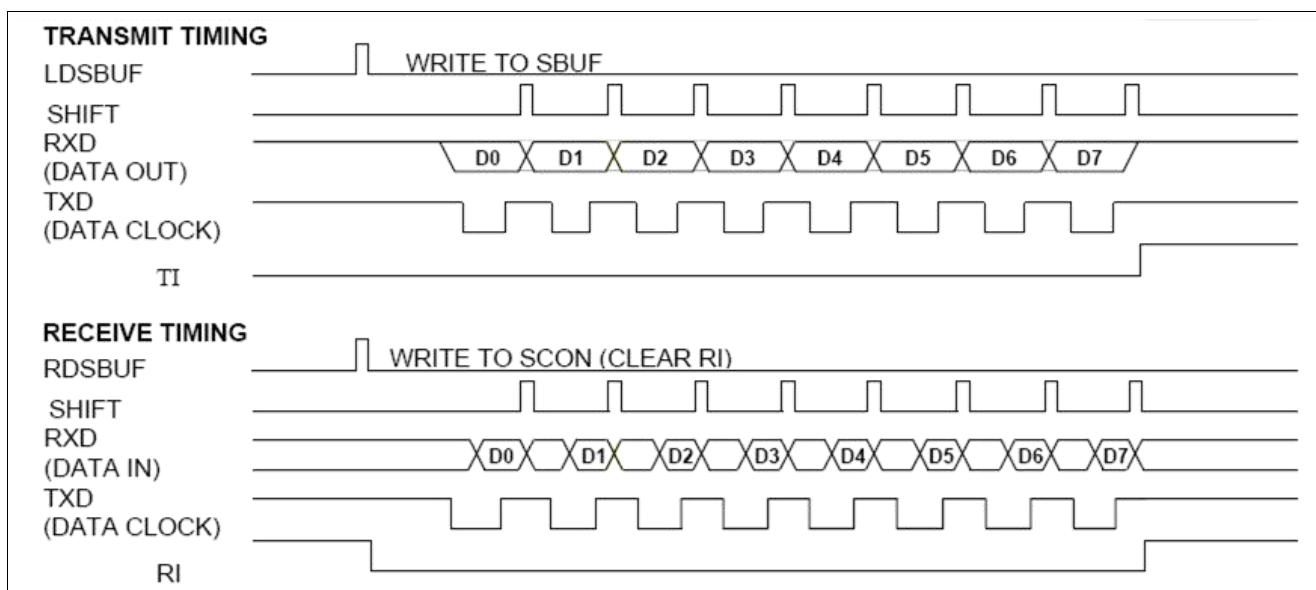 TRANSMIT TIMING
LDSBUF
WRITE TO SBUF
SHIFT
RXD
(DATA OUT)
D0 D1 D2 D3 D4 D5 D6 D7
TXD
(DATA CLOCK)
TI
RECEIVE TIMING
RDSBUF
WRITE TO SCON (CLEAR RI)
SHIFT
RXD
(DATA IN)
D0 D1 D2 D3 D4 D5 D6 D7
TXD
(DATA CLOCK)
RI